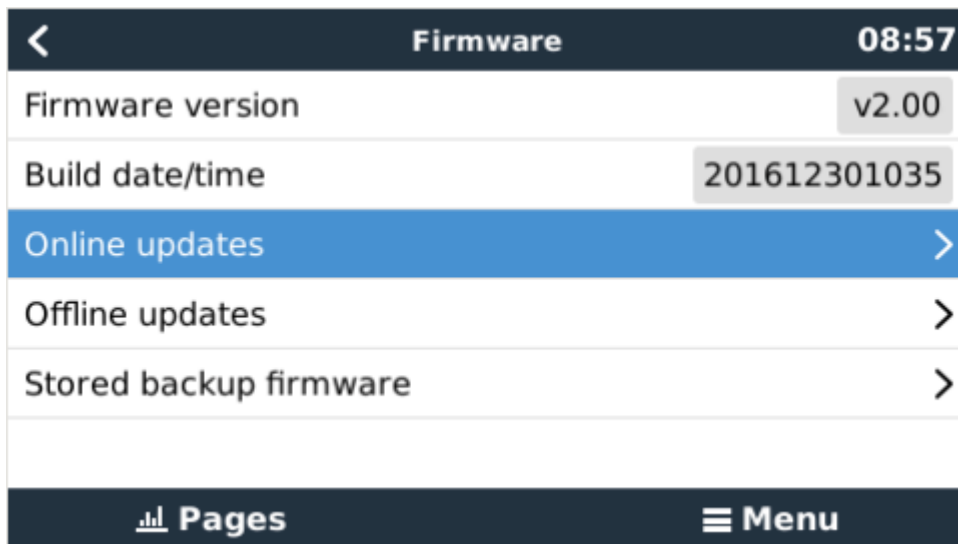 Firmware 08:57
Firmware version v2.00
Build date/time 201612301035
Online updates
Offline updates
Stored backup firmware
Pages Menu